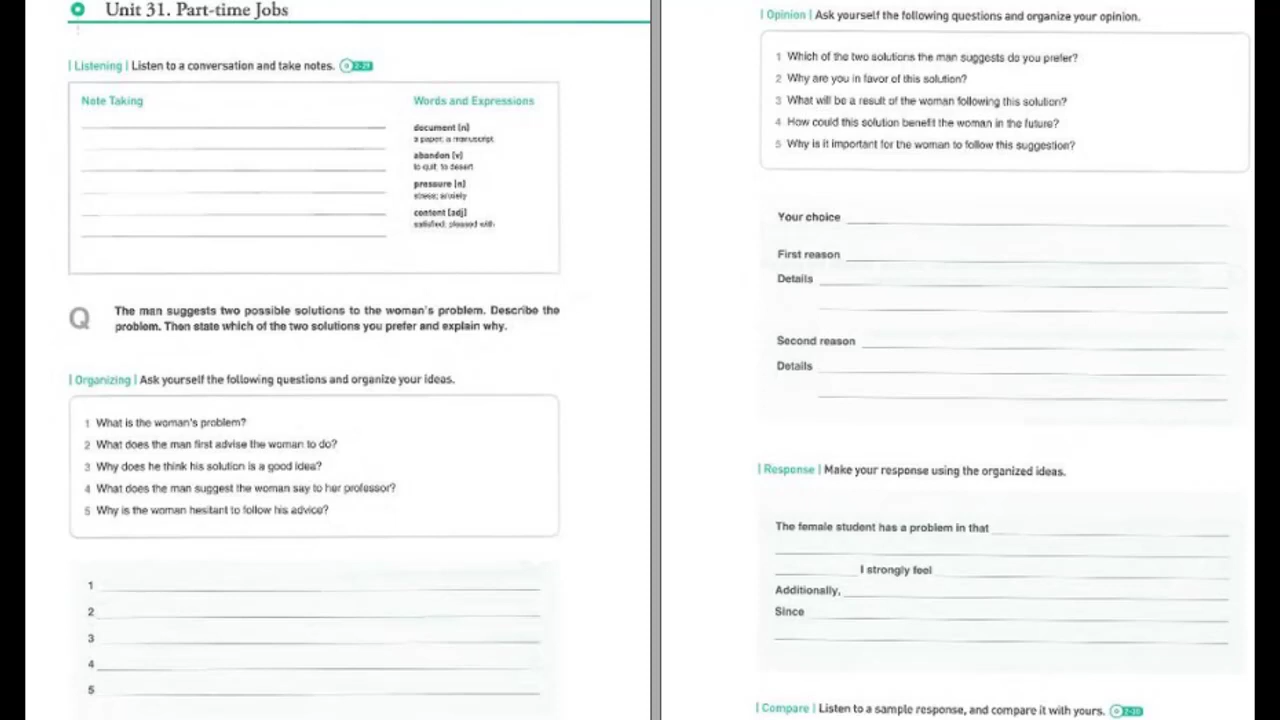 Unit 31. Part-time Jobs
| Listening | Listen to a conversation and take notes. 2-29
Note Taking
Words and Expressions
document [n]
a paper; a manuscript
abandon [v]
to quit; to desert
pressure [n]
stress; anxiety
content [adj]
satisfied; pleased with
Q
The man suggests two possible solutions to the woman's problem. Describe the
problem. Then state which of the two solutions you prefer and explain why.
| Organizing | Ask yourself the following questions and organize your ideas.
1 What is the woman's problem?
2 What does the man first advise the woman to do?
3 Why does he think his solution is a good idea?
4 What does the man suggest the woman say to her professor?
5 Why is the woman hesitant to follow his advice?
1
2
3
4
5
| Opinion | Ask yourself the following questions and organize your opinion.
1 Which of the two solutions the man suggests do you prefer?
2 Why are you in favor of this solution?
3 What will be a result of the woman following this solution?
4 How could this solution benefit the woman in the future?
5 Why is it important for the woman to follow this suggestion?
Your choice
First reason
Details
Second reason
Details
| Response | Make your response using the organized ideas.
The female student has a problem in that
I strongly feel
Additionally,
Since
| Compare | Listen to a sample response, and compare it with yours. 2-30